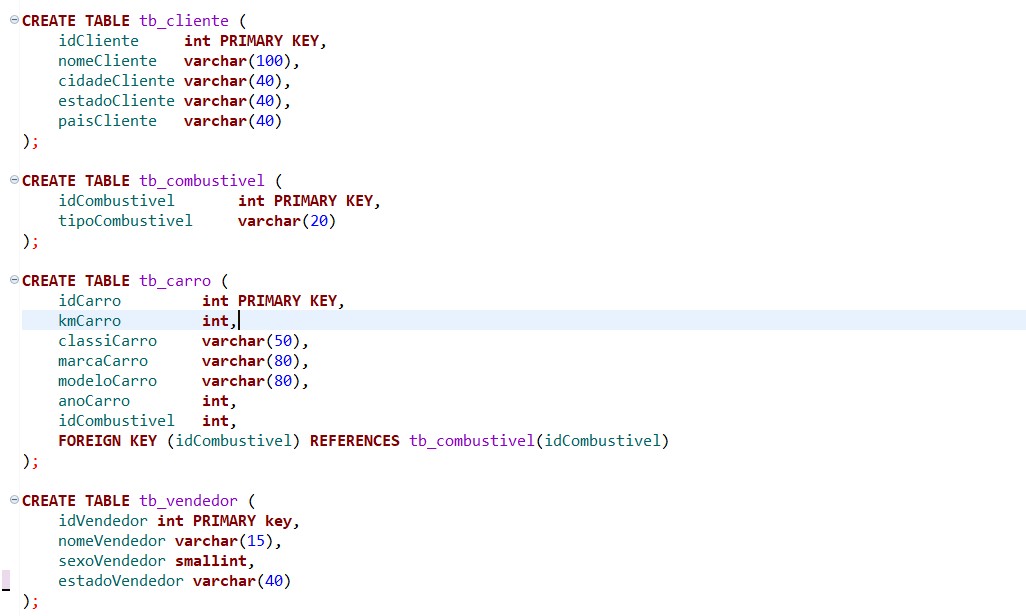 CREATE TABLE tb_cliente (
    idCliente     int PRIMARY KEY,
    nomeCliente   varchar(100),
    cidadeCliente varchar(40),
    estadoCliente varchar(40),
    paisCliente   varchar(40)
);
CREATE TABLE tb_combustivel (
    idCombustivel       int PRIMARY KEY,
    tipoCombustivel     varchar(20)
);
CREATE TABLE tb_carro (
    idCarro         int PRIMARY KEY,
    kmCarro         int,
    classiCarro     varchar(50),
    marcaCarro      varchar(80),
    modeloCarro     varchar(80),
    anoCarro        int,
    idCombustivel   int,
    FOREIGN KEY (idCombustivel) REFERENCES tb_combustivel(idCombustivel)
);
CREATE TABLE tb_vendedor (
    idVendedor int PRIMARY key,
    nomeVendedor varchar(15),
    sexoVendedor smallint,
    estadoVendedor varchar(40)
);